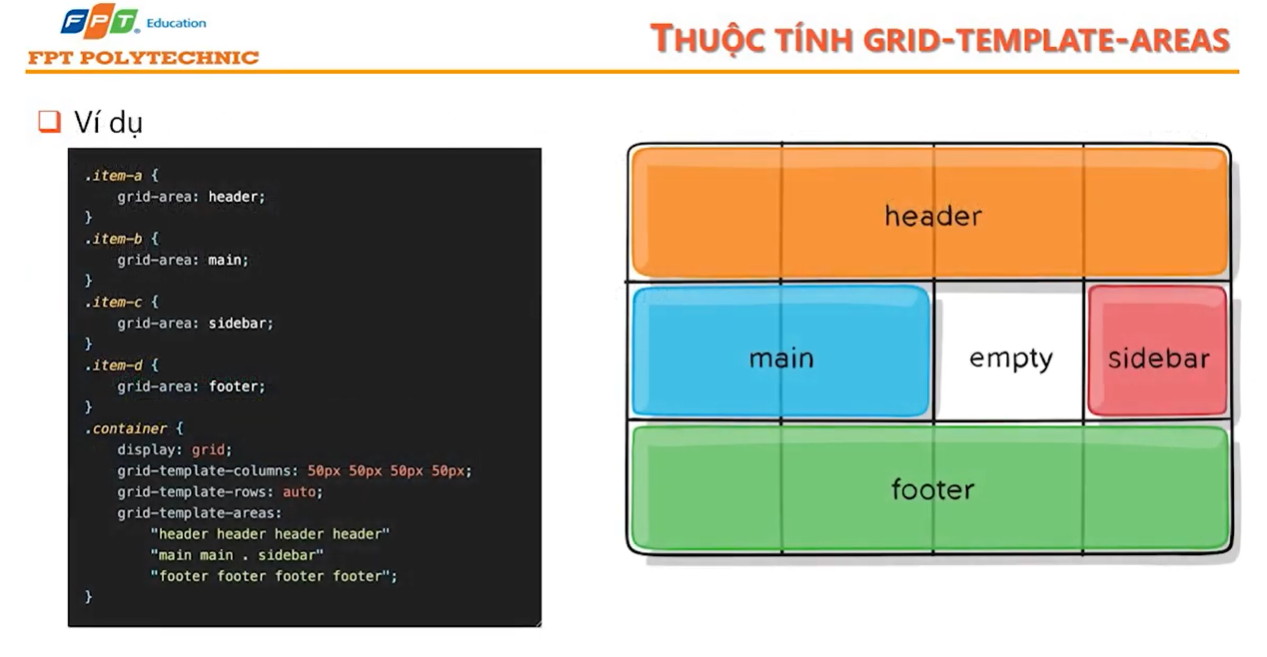 FPT Education
FPT POLYTECHNIC
THUỘC TÍNH GRID-TEMPLATE-AREAS
Ví dụ
.item-a {
grid-area: header;
}
.item-b {
grid-area: main;
}
.item-c {
grid-area: sidebar;
}
.item-d {
grid-area: footer;
}
.container {
display: grid;
grid-template-columns: 50px 50px 50px 50px;
grid-template-rows: auto;
grid-template-areas:
"header header header header"
"main main . sidebar"
"footer footer footer footer";
}
header
main empty sidebar
footer